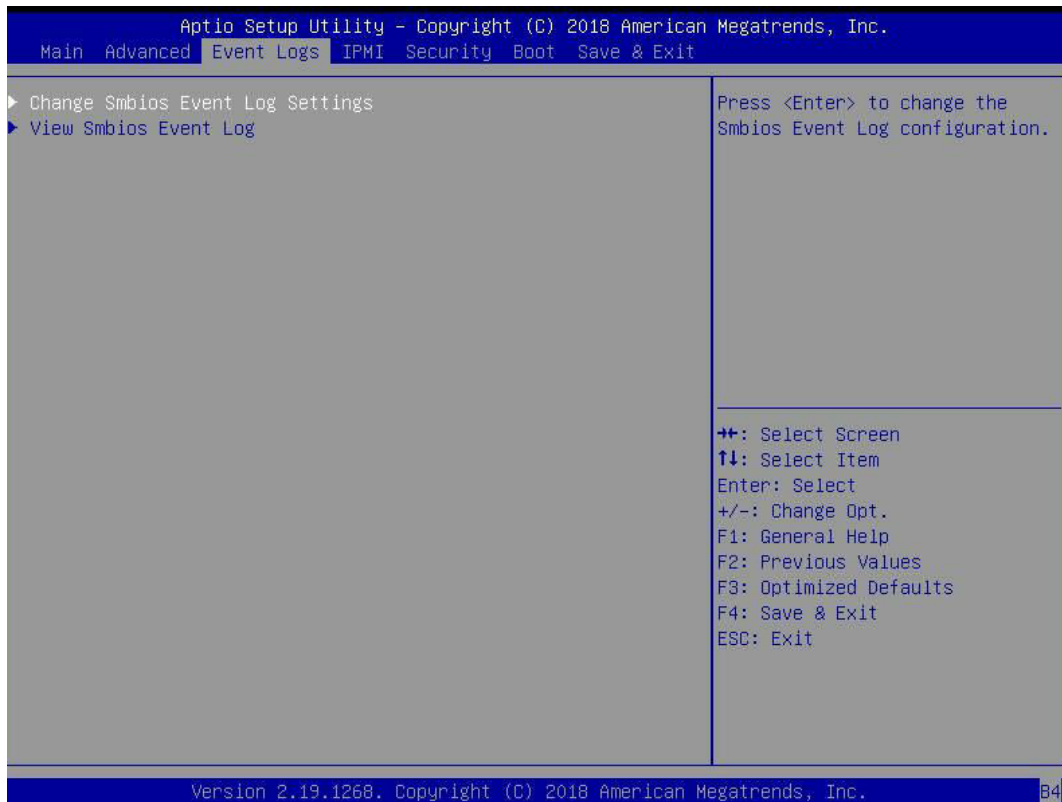 Aptio Setup Utility – Copyright (C) 2018 American Megatrends, Inc.
Main Advanced Event Logs IPMI Security Boot Save & Exit
▶ Change Smbios Event Log Settings
▶ View Smbios Event Log
Press <Enter> to change the
Smbios Event Log configuration.
→←: Select Screen
↑↓: Select Item
Enter: Select
+/-: Change Opt.
F1: General Help
F2: Previous Values
F3: Optimized Defaults
F4: Save & Exit
ESC: Exit
Version 2.19.1268. Copyright (C) 2018 American Megatrends, Inc.
B4